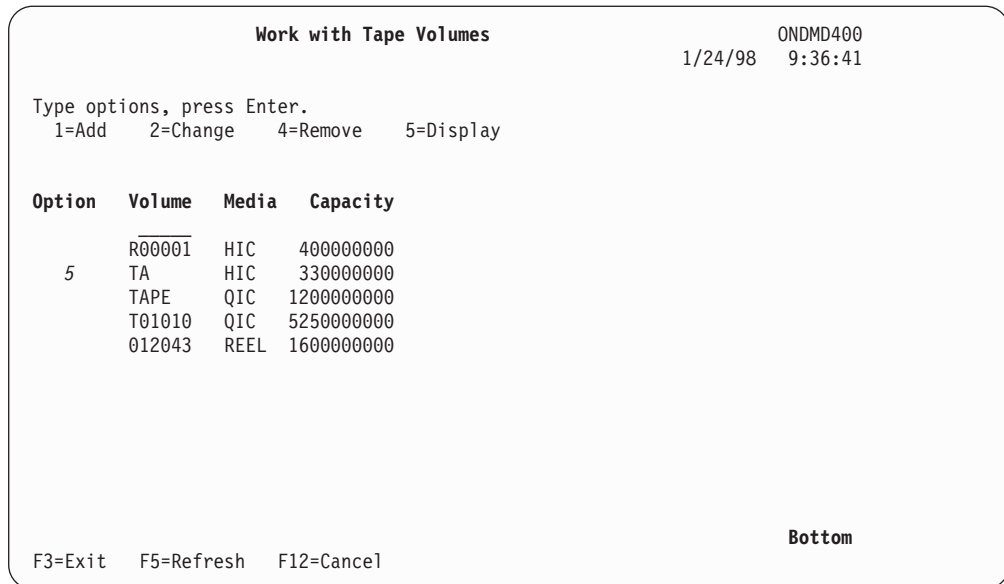 Work with Tape Volumes ONDMD400
1/24/98 9:36:41
Type options, press Enter.
1=Add 2=Change 4=Remove 5=Display
Option Volume Media Capacity
_____
R00001 HIC 400000000
5 TA HIC 330000000
TAPE QIC 1200000000
T01010 QIC 5250000000
012043 REEL 1600000000
Bottom
F3=Exit F5=Refresh F12=Cancel